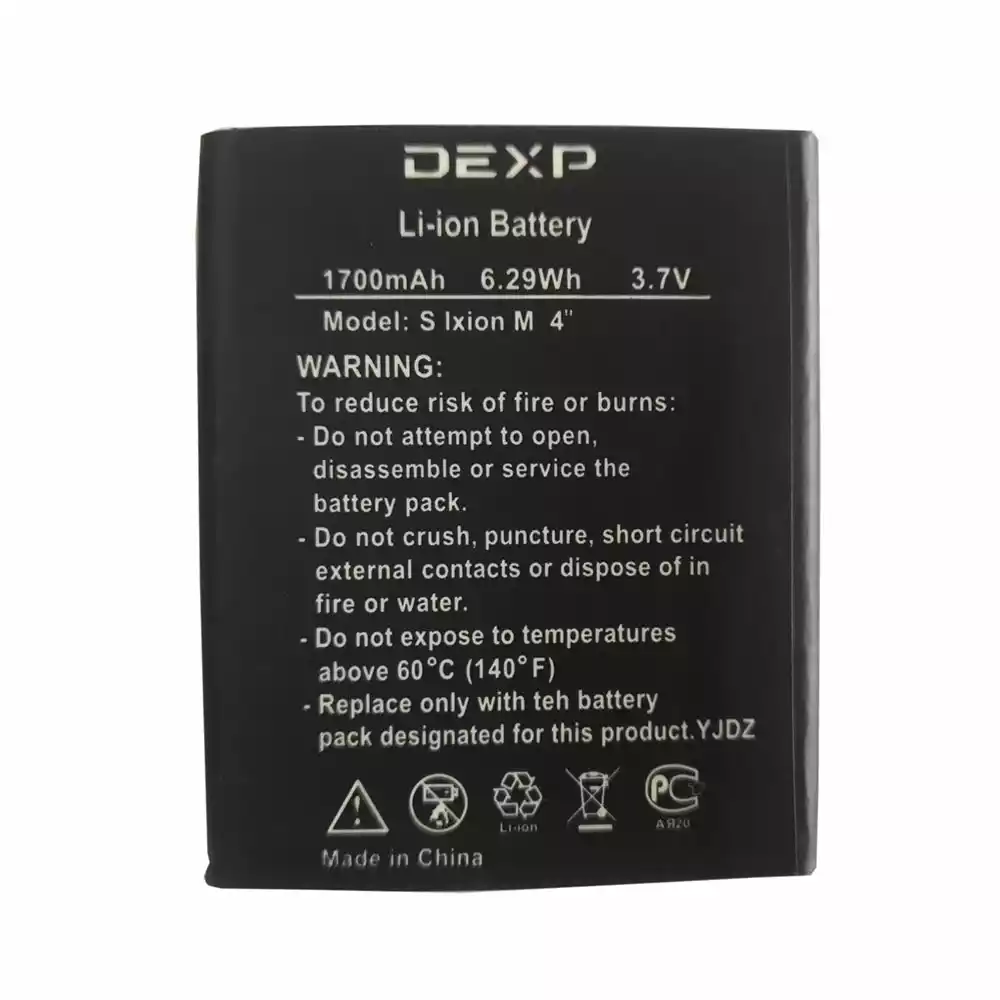 DEXP
Li-ion Battery
1700mAh 6.29Wh 3.7V
Model: S Ixion M 4"
WARNING:
To reduce risk of fire or burns:
- Do not attempt to open,
disassemble or service the
battery pack.
- Do not crush, puncture, short circuit
external contacts or dispose of in
fire or water.
- Do not expose to temperatures
above 60°C (140°F)
- Replace only with teh battery
pack designated for this product.YJDZ
Li-ion
PC
АЯ20
Made in China